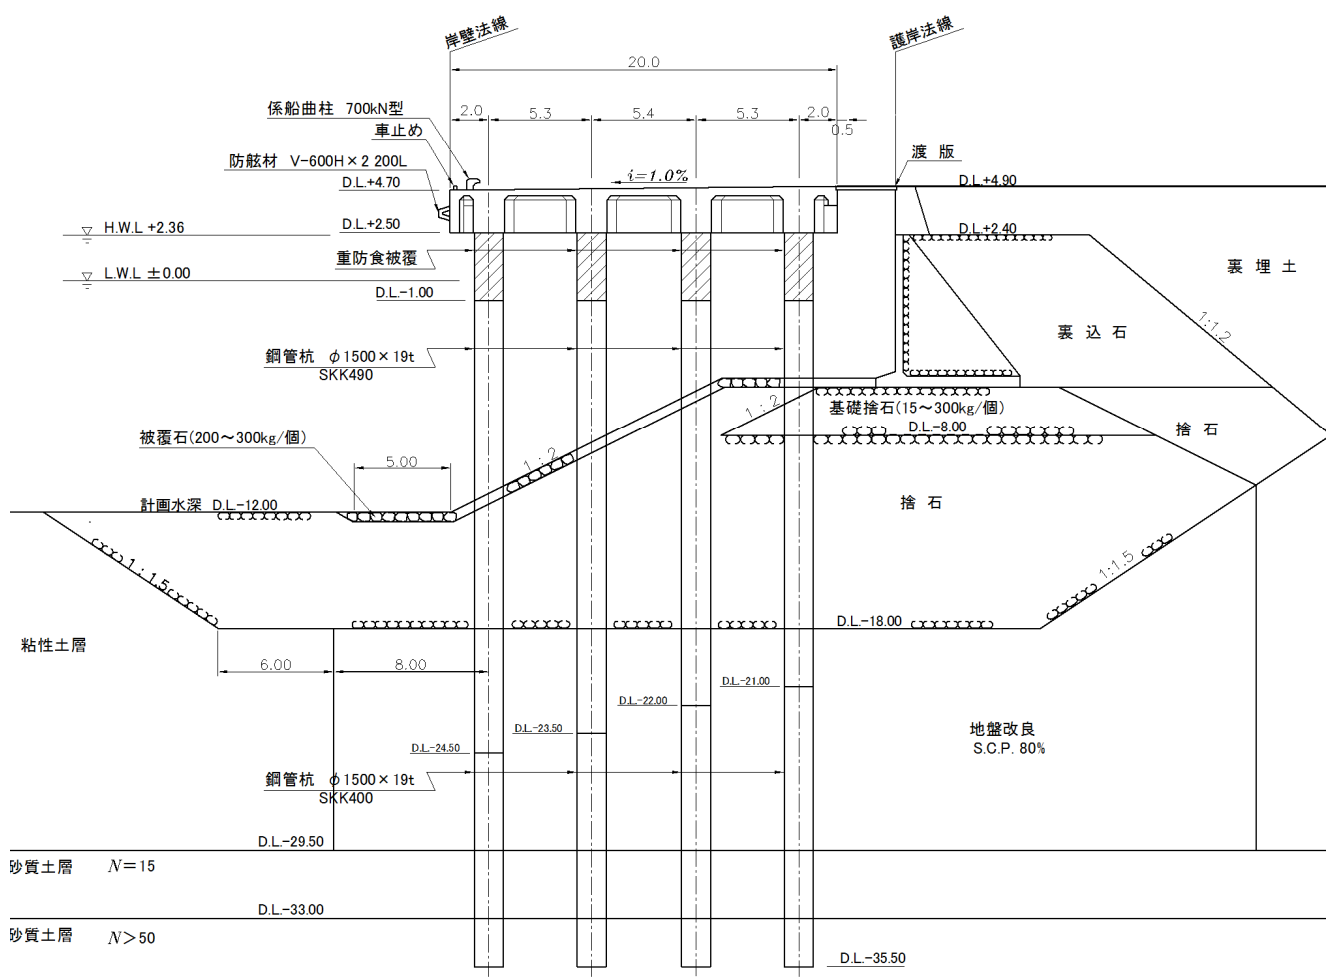 岸壁法線
護岸法線
20.0
2.0
5.3
5.4
5.3
2.0
0.5
係船曲柱 700kN型
車止め
防舷材 V-600H×2 200L
渡 版
D.L.+4.70
i=1.0%
D.L.+4.90
H.W.L +2.36
D.L.+2.50
D.L.+2.40
重防食被覆
裏 埋 土
L.W.L ±0.00
D.L.-1.00
裏 込 石
1:1.2
鋼管杭 φ1500×19t
SKK490
1:2
基礎捨石(15~300kg/個)
D.L.-8.00
捨 石
被覆石(200~300kg/個)
5.00
1:2
計画水深 D.L.-12.00
捨 石
1:1.5
1:1.5
D.L.-18.00
粘性土層
6.00
8.00
D.L.-21.00
D.L.-22.00
D.L.-23.50
D.L.-24.50
地盤改良
S.C.P. 80%
鋼管杭 φ1500×19t
SKK400
D.L.-29.50
砂質土層 N=15
D.L.-33.00
砂質土層 N>50
D.L.-35.50